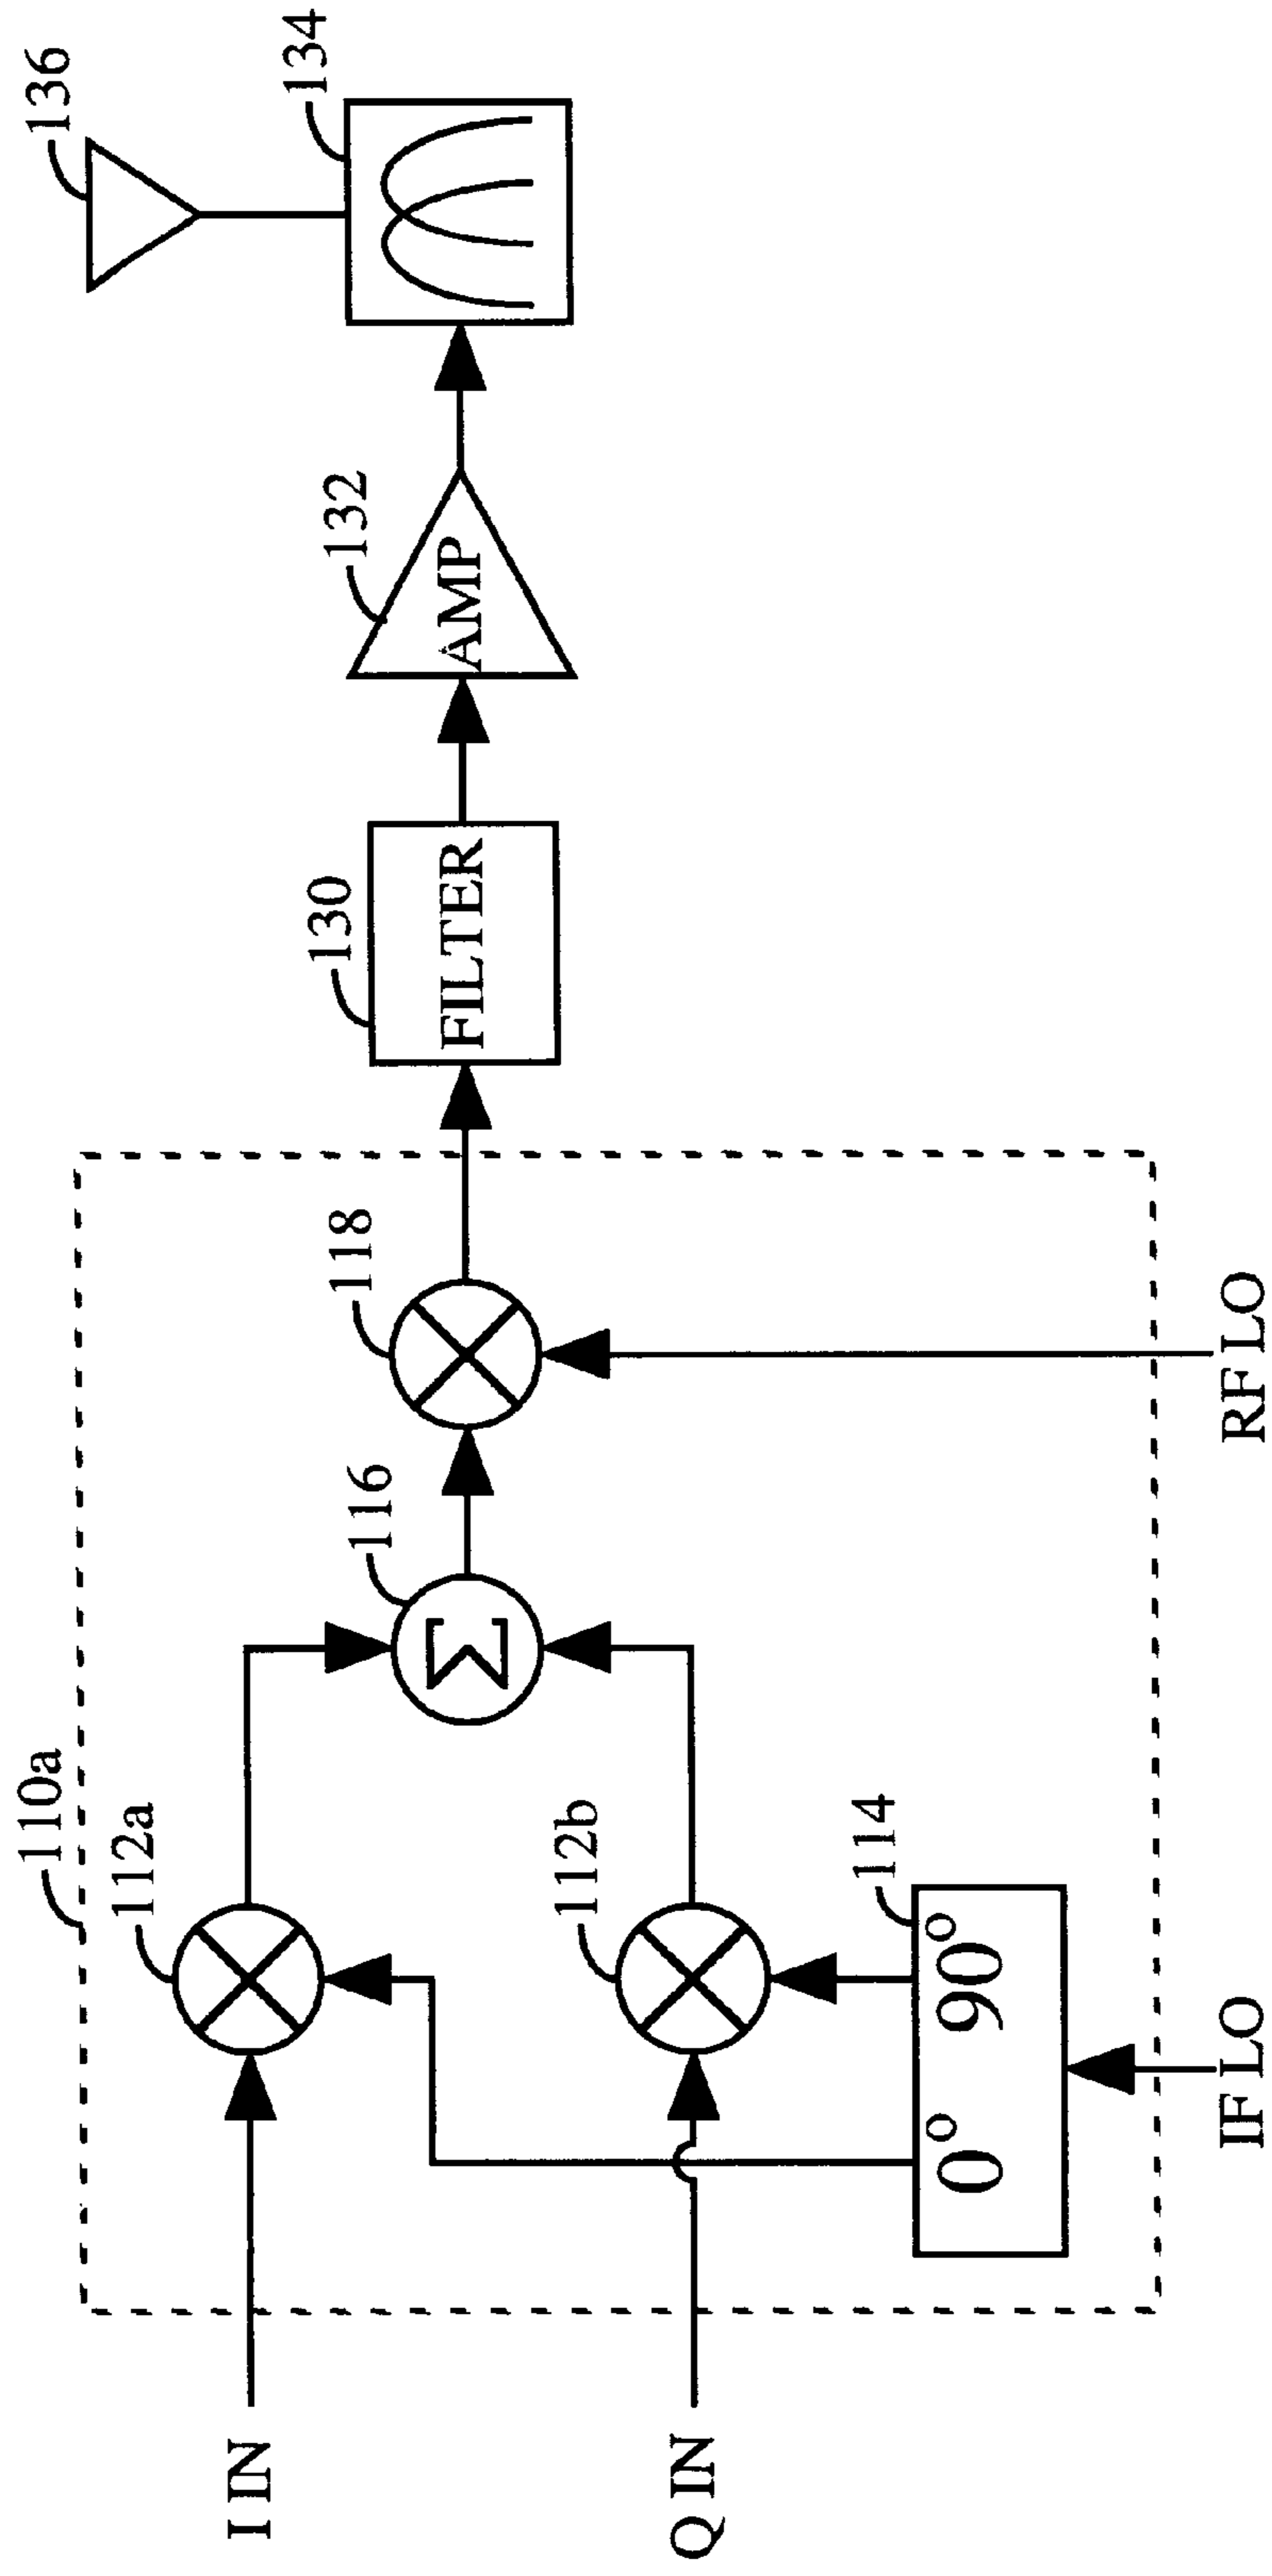 110a
112a
116
118
130
132
134
136
I IN
Σ
FILTER
AMP
112b
Q IN
114
0° 90°
IF LO
RF LO